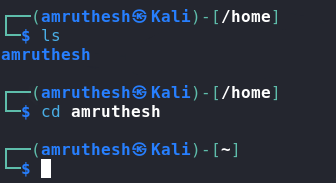 ┌──(amruthesh㉿Kali)-[/home]
└─$ ls
amruthesh
┌──(amruthesh㉿Kali)-[/home]
└─$ cd amruthesh
┌──(amruthesh㉿Kali)-[~]
└─$